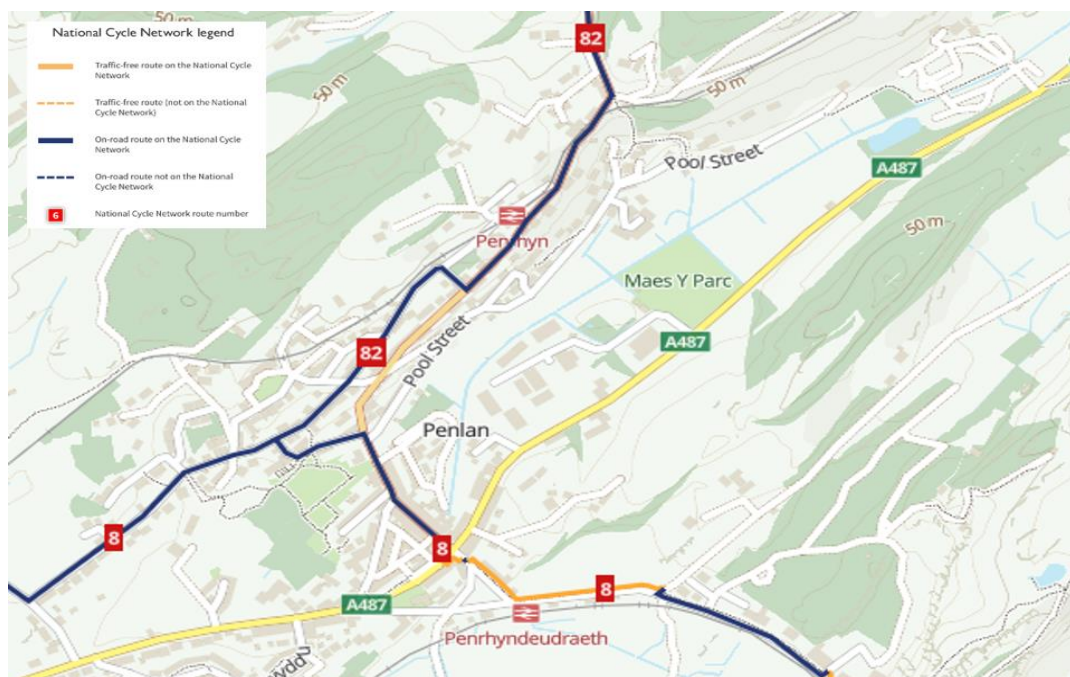 National Cycle Network legend
Traffic-free route on the National Cycle
Network
Traffic-free route (not on the National
Cycle Network)
On-road route on the National Cycle
Network
On-road route not on the National
Cycle Network
6
National Cycle Network route number
82
50 m
50 m
50 m
Pool Street
A487
Penrhyn
50 m
Maes Y Parc
A487
82
Pool Street
Penlan
8
8
8
A487
Penrhyndeudraeth